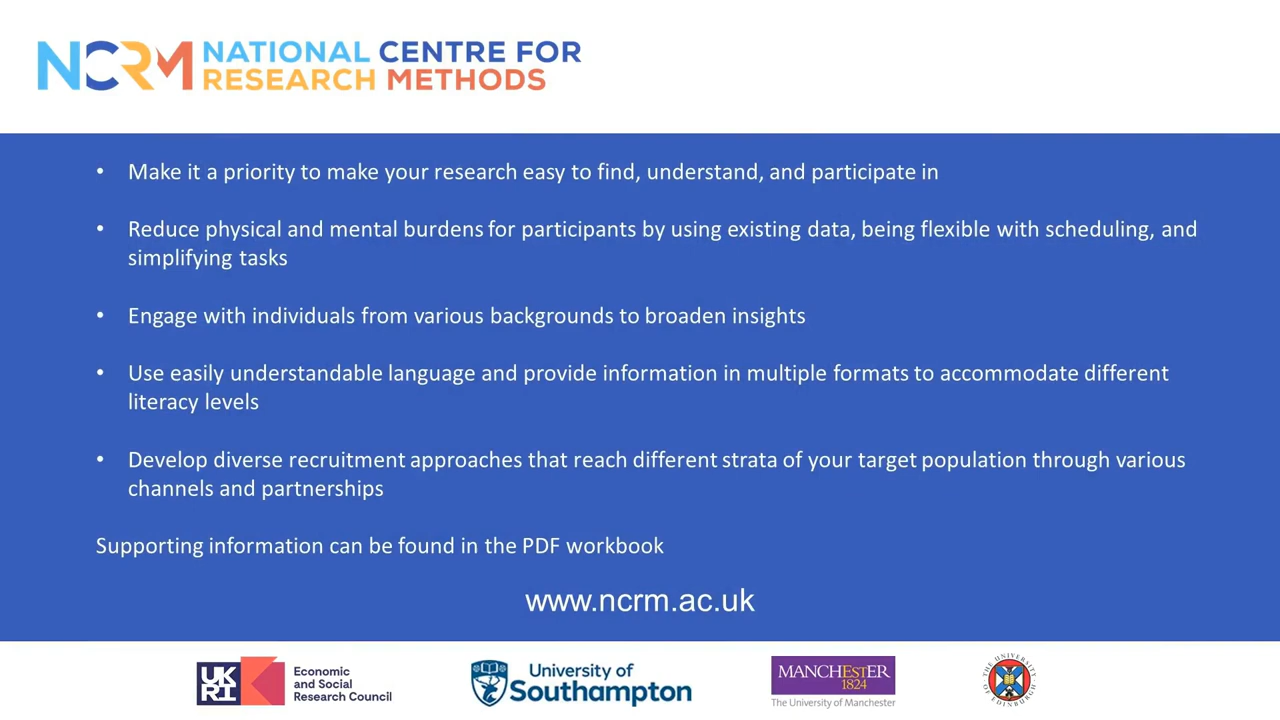 NCRM NATIONAL CENTRE FOR
RESEARCH METHODS
• Make it a priority to make your research easy to find, understand, and participate in
• Reduce physical and mental burdens for participants by using existing data, being flexible with scheduling, and
simplifying tasks
• Engage with individuals from various backgrounds to broaden insights
• Use easily understandable language and provide information in multiple formats to accommodate different
literacy levels
• Develop diverse recruitment approaches that reach different strata of your target population through various
channels and partnerships
Supporting information can be found in the PDF workbook
www.ncrm.ac.uk
UKRI
Economic
and Social
Research Council
University of
Southampton
MANCHESTER
1824
The University of Manchester
THE UNIVERSITY OF EDINBURGH